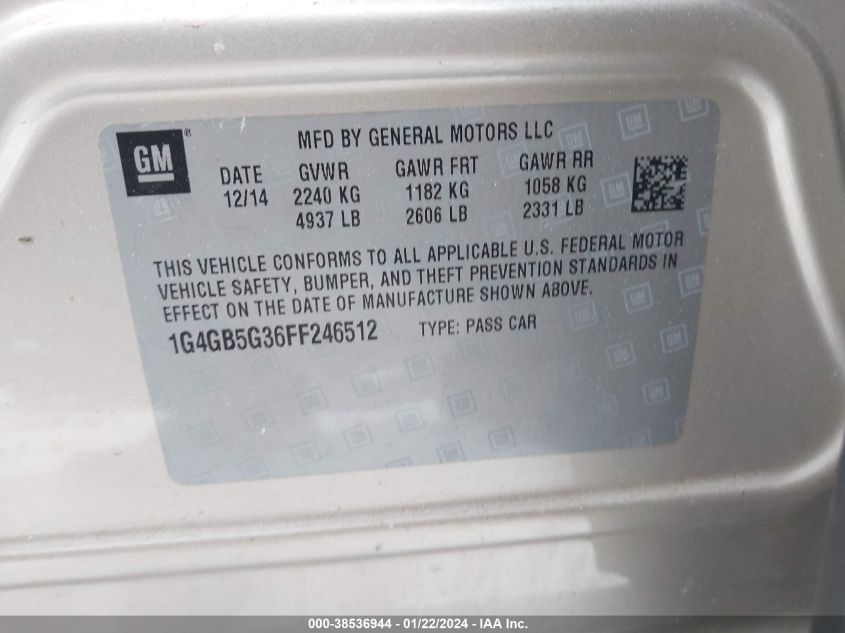 GM
®
MFD BY GENERAL MOTORS LLC
DATE GVWR GAWR FRT GAWR RR
12/14 2240 KG 1182 KG 1058 KG
4937 LB 2606 LB 2331 LB
THIS VEHICLE CONFORMS TO ALL APPLICABLE U.S. FEDERAL MOTOR
VEHICLE SAFETY, BUMPER, AND THEFT PREVENTION STANDARDS IN
EFFECT ON THE DATE OF MANUFACTURE SHOWN ABOVE.
1G4GB5G36FF246512 TYPE: PASS CAR
000-38536944 - 01/22/2024 - IAA Inc.